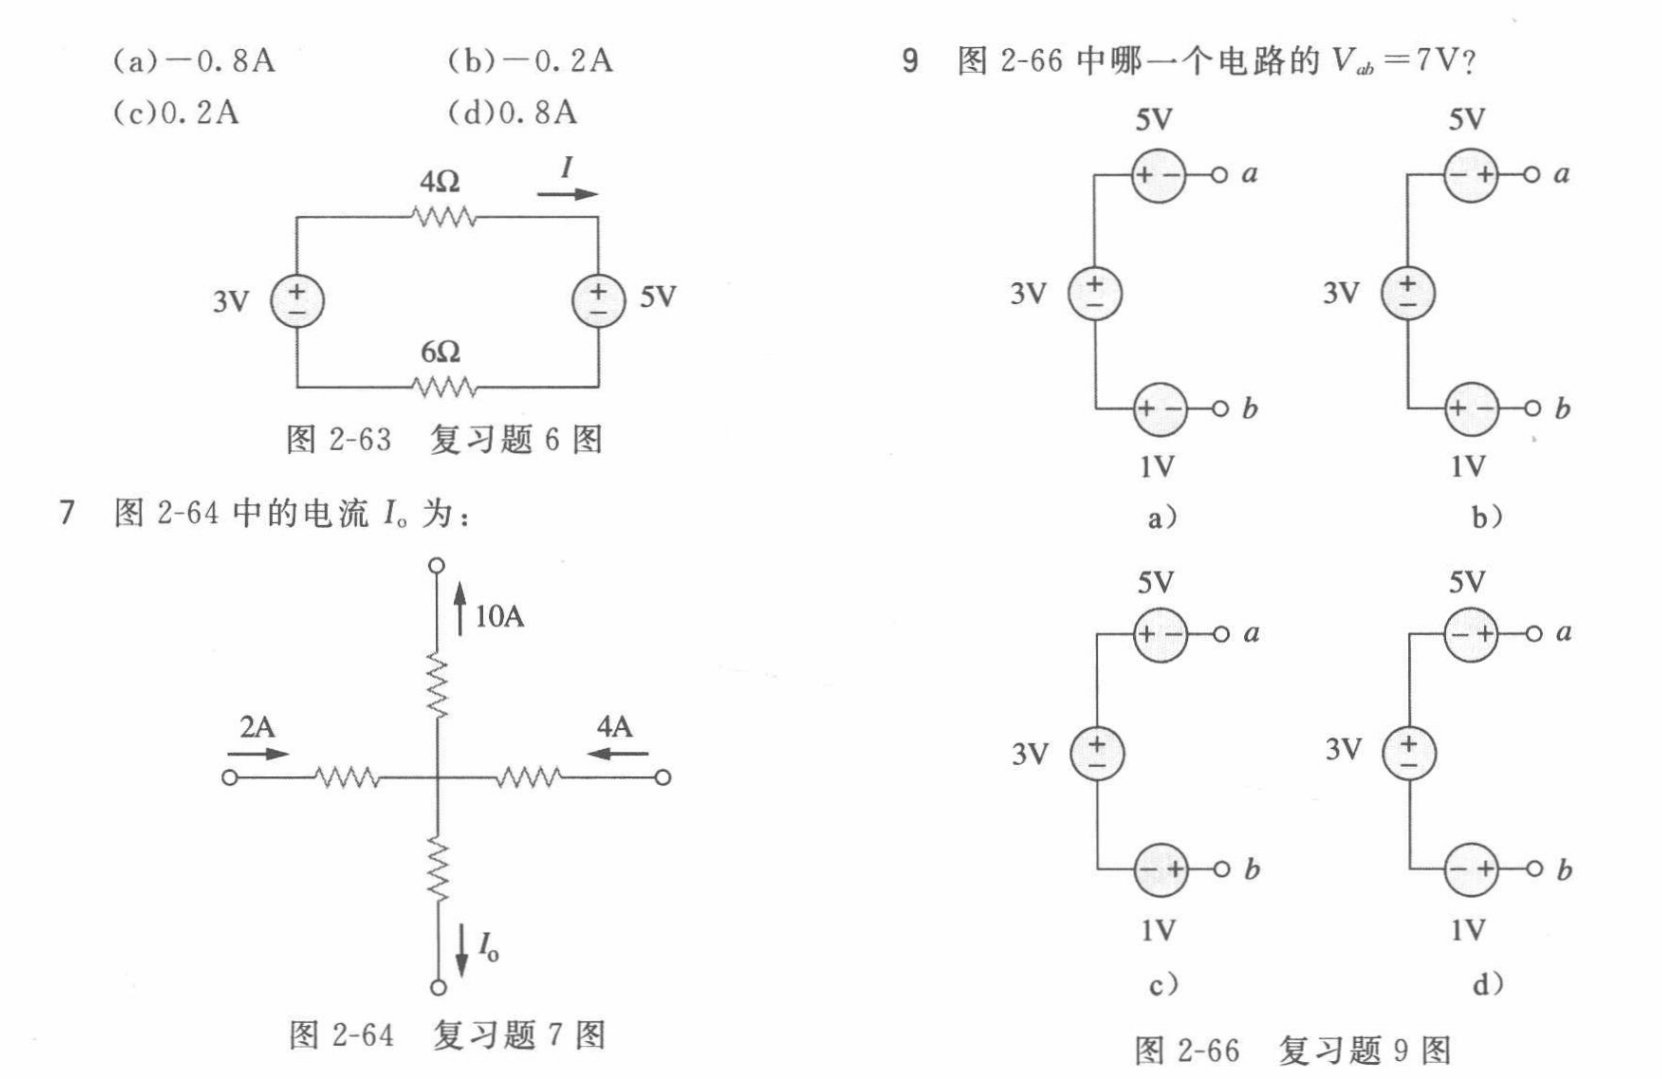 (a)－0.8A (b)－0.2A
(c)0.2A (d)0.8A
4Ω I
3V + − + − 5V
6Ω
图 2-63 复习题 6 图
7 图 2-64 中的电流 Iₒ 为：
10A
2A 4A
Iₒ
图 2-64 复习题 7 图
9 图 2-66 中哪一个电路的 Vₐb＝7V?
5V 5V
+ − a − + a
3V + − 3V + −
+ − b + − b
1V 1V
a) b)
5V 5V
+ − a − + a
3V + − 3V + −
− + b − + b
1V 1V
c) d)
图 2-66 复习题 9 图